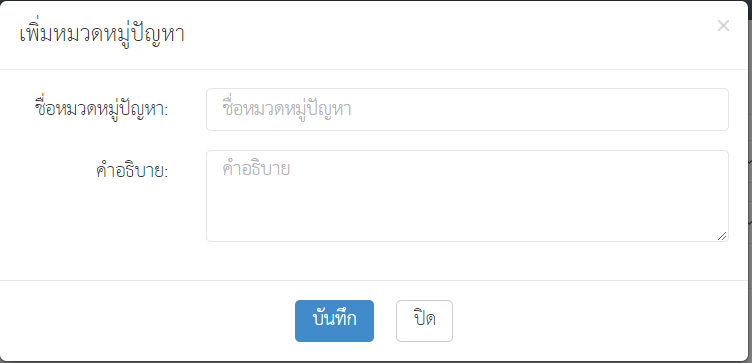 เพิ่มหมวดหมู่ปัญหา ×
ชื่อหมวดหมู่ปัญหา: ชื่อหมวดหมู่ปัญหา
คำอธิบาย: คำอธิบาย
บันทึก ปิด